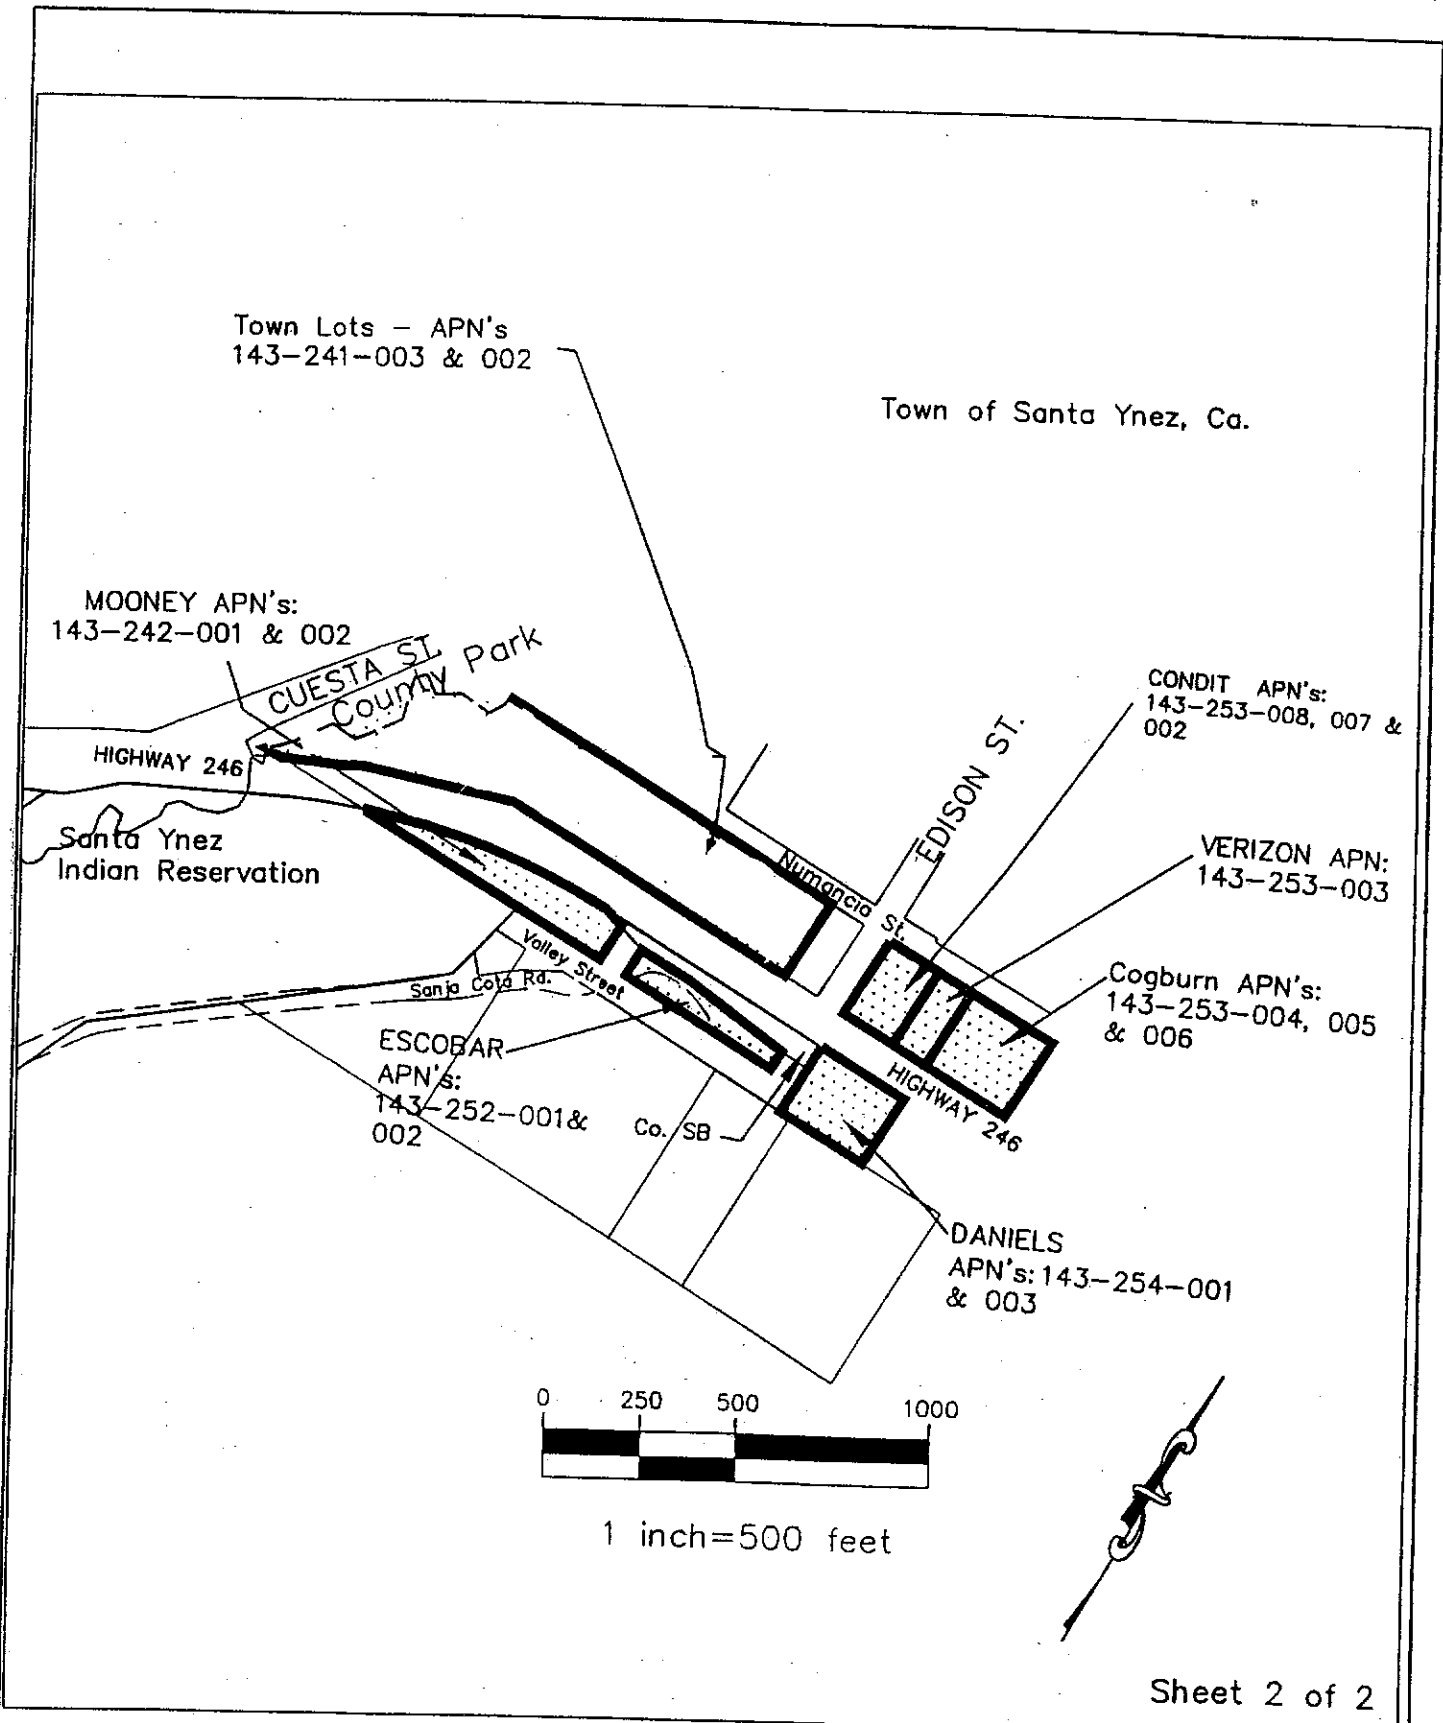 Town Lots - APN's
143-241-003 & 002
Town of Santa Ynez, Ca.
MOONEY APN's:
143-242-001 & 002
CUESTA ST.
County Park
HIGHWAY 246
Santa Ynez
Indian Reservation
CONDIT APN's:
143-253-008, 007 &
002
EDISON ST.
Numancia St.
VERIZON APN:
143-253-003
Cogburn APN's:
143-253-004, 005
& 006
Valley Street
Sanja Cota Rd.
ESCOBAR
APN's:
143-252-001&
002
Co. SB
HIGHWAY 246
DANIELS
APN's: 143-254-001
& 003
0 250 500 1000
1 inch=500 feet
Sheet 2 of 2